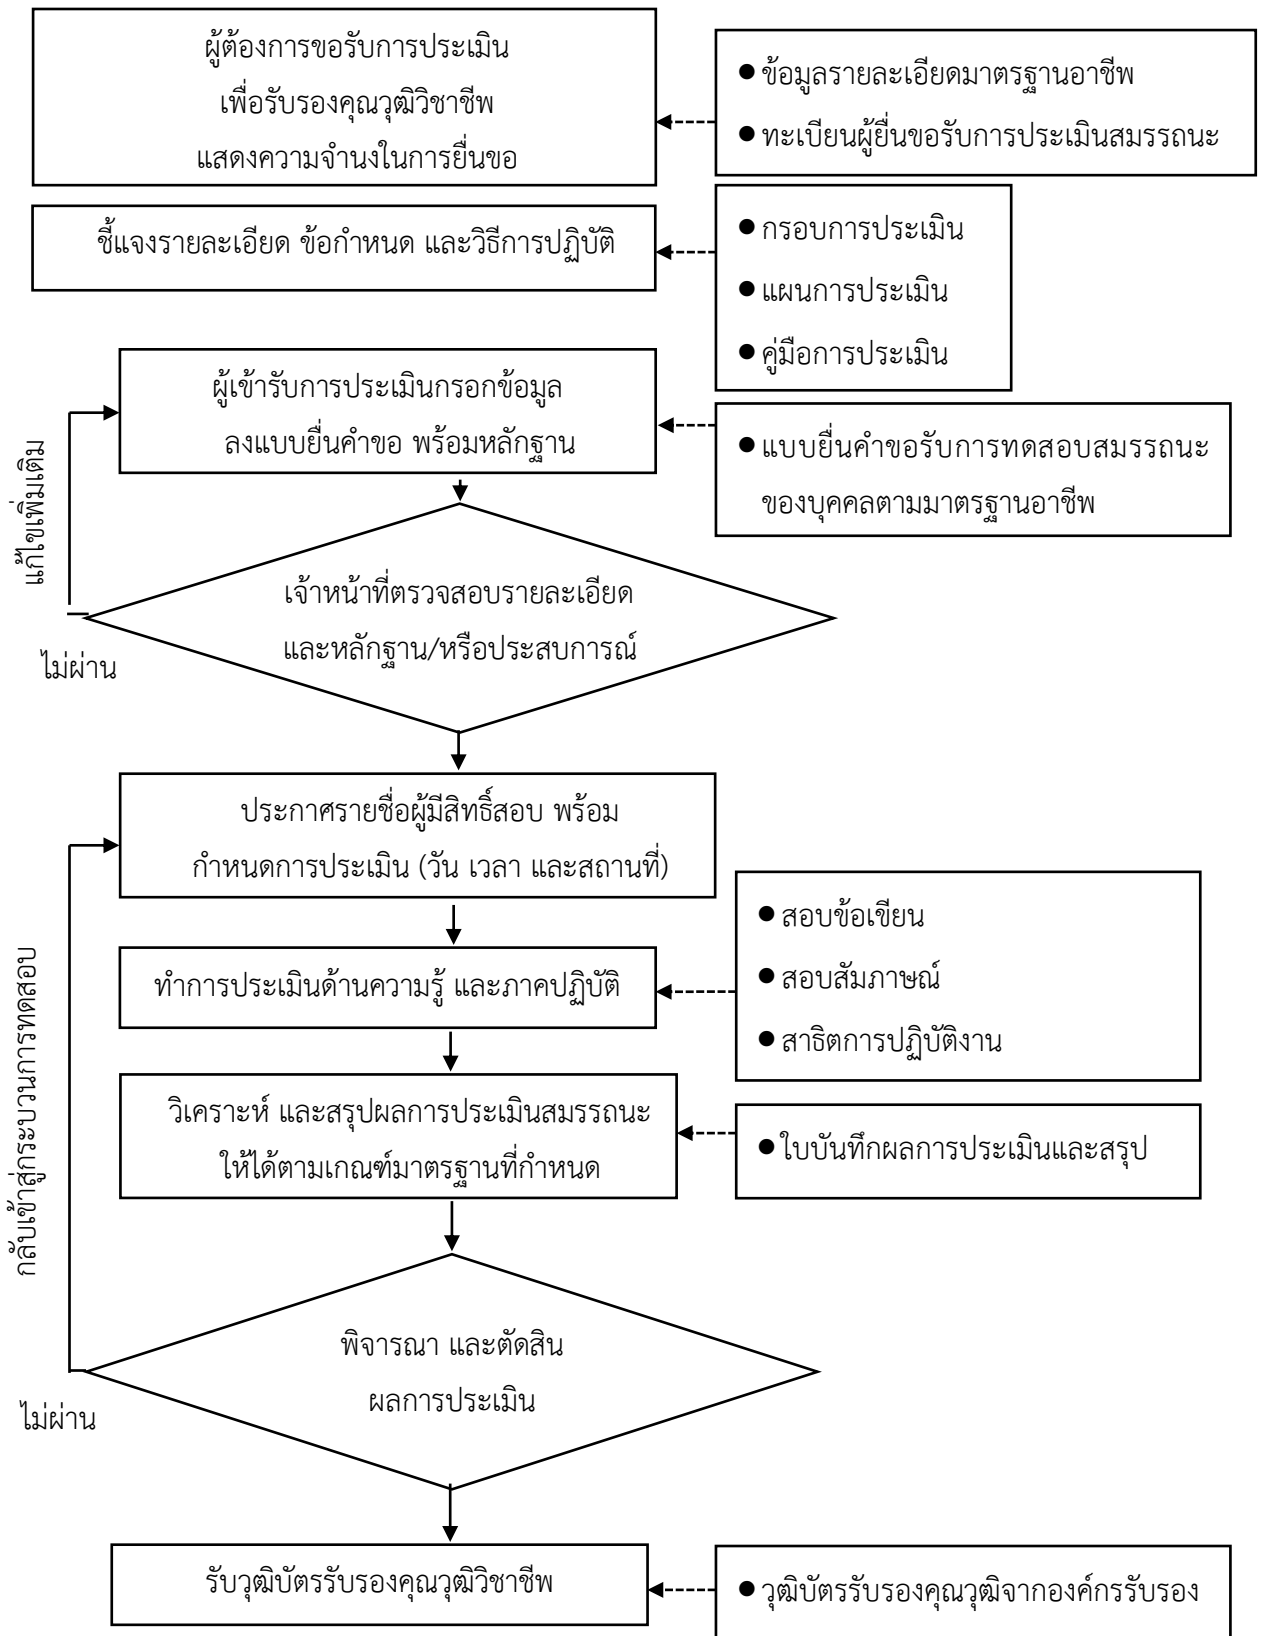 ผู้ต้องการขอรับการประเมิน
เพื่อรับรองคุณวุฒิวิชาชีพ
แสดงความจำนงในการยื่นขอ
● ข้อมูลรายละเอียดมาตรฐานอาชีพ
● ทะเบียนผู้ยื่นขอรับการประเมินสมรรถนะ
ชี้แจงรายละเอียด ข้อกำหนด และวิธีการปฏิบัติ
● กรอบการประเมิน
● แผนการประเมิน
● คู่มือการประเมิน
ผู้เข้ารับการประเมินกรอกข้อมูล
ลงแบบยื่นคำขอ พร้อมหลักฐาน
● แบบยื่นคำขอรับการทดสอบสมรรถนะ
ของบุคคลตามมาตรฐานอาชีพ
แก้ไขเพิ่มเติม
เจ้าหน้าที่ตรวจสอบรายละเอียด
และหลักฐาน/หรือประสบการณ์
ไม่ผ่าน
ประกาศรายชื่อผู้มีสิทธิ์สอบ พร้อม
กำหนดการประเมิน (วัน เวลา และสถานที่)
ทำการประเมินด้านความรู้ และภาคปฏิบัติ
● สอบข้อเขียน
● สอบสัมภาษณ์
● สาธิตการปฏิบัติงาน
วิเคราะห์ และสรุปผลการประเมินสมรรถนะ
ให้ได้ตามเกณฑ์มาตรฐานที่กำหนด
● ใบบันทึกผลการประเมินและสรุป
กลับเข้าสู่กระบวนการทดสอบ
พิจารณา และตัดสิน
ผลการประเมิน
ไม่ผ่าน
รับวุฒิบัตรรับรองคุณวุฒิวิชาชีพ
● วุฒิบัตรรับรองคุณวุฒิจากองค์กรรับรอง